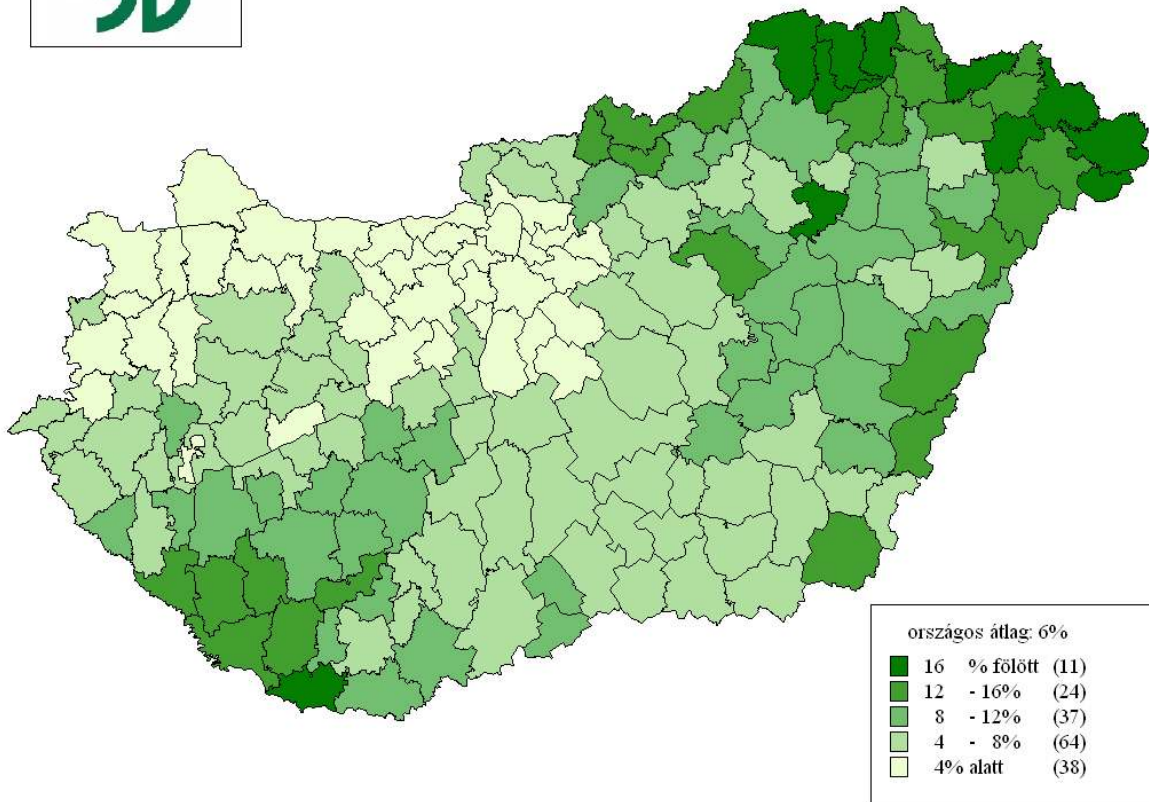 országos átlag: 6%
16 % fölött (11)
12 - 16% (24)
8 - 12% (37)
4 - 8% (64)
4% alatt (38)